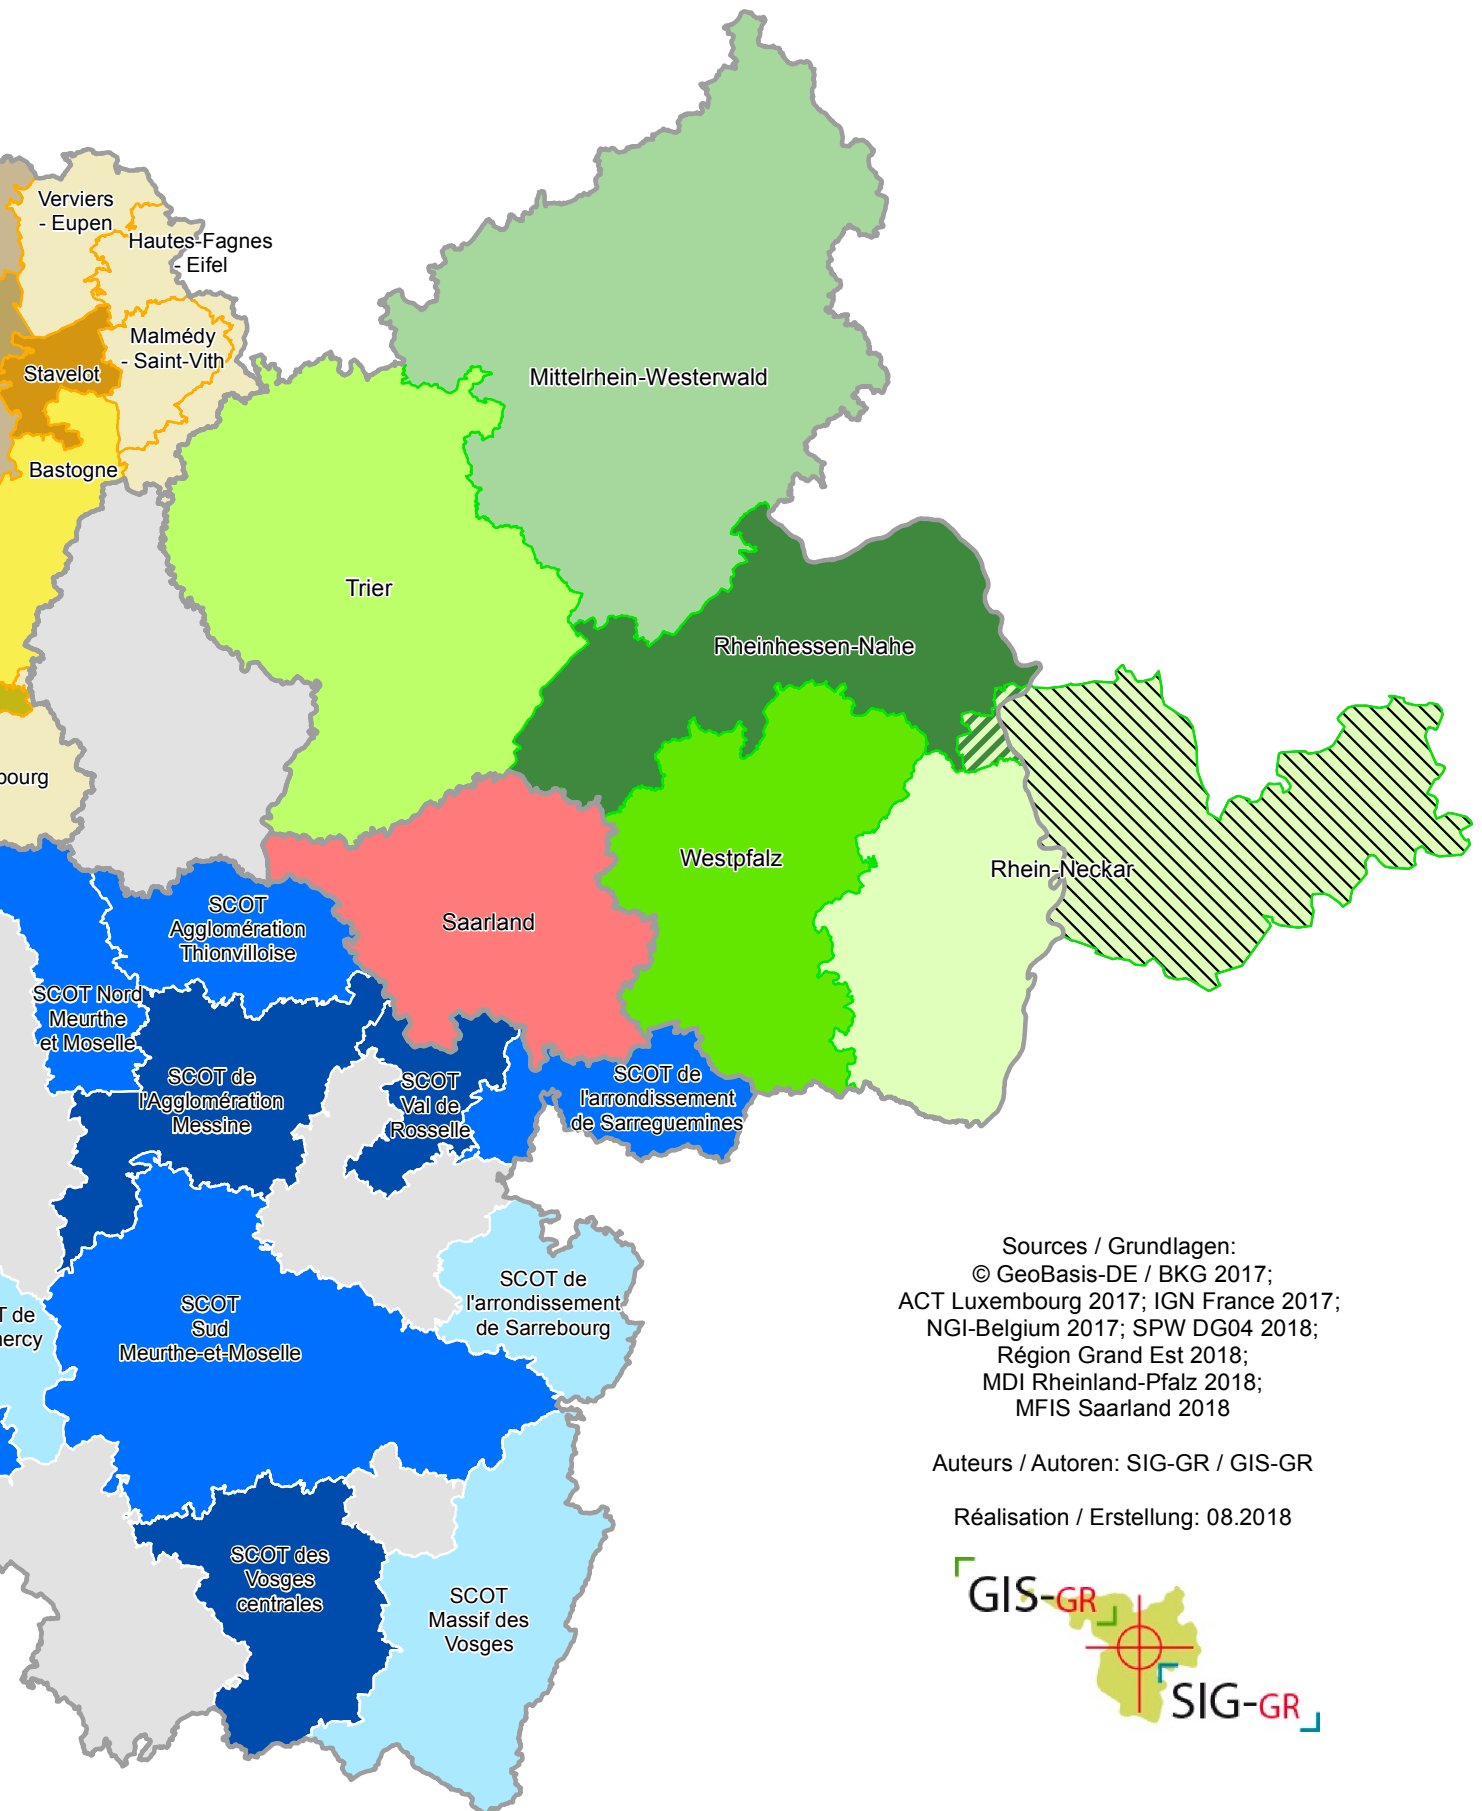 Verviers
- Eupen
Hautes-Fagnes
- Eifel
Malmédy
- Saint-Vith
Stavelot
Bastogne
Mittelrhein-Westerwald
Trier
Rheinhessen-Nahe
bourg
Westpfalz
Rhein-Neckar
Saarland
SCOT
Agglomération
Thionvilloise
SCOT Nord
Meurthe
et Moselle
SCOT de
l'Agglomération
Messine
SCOT
Val de
Rosselle
SCOT de
l'arrondissement
de Sarreguemines
SCOT de
l'arrondissement
de Sarrebourg
T de
ercy
SCOT
Sud
Meurthe-et-Moselle
SCOT des
Vosges
centrales
SCOT
Massif des
Vosges
Sources / Grundlagen:
© GeoBasis-DE / BKG 2017;
ACT Luxembourg 2017; IGN France 2017;
NGI-Belgium 2017; SPW DG04 2018;
Région Grand Est 2018;
MDI Rheinland-Pfalz 2018;
MFIS Saarland 2018
Auteurs / Autoren: SIG-GR / GIS-GR
Réalisation / Erstellung: 08.2018
GIS-GR
SIG-GR